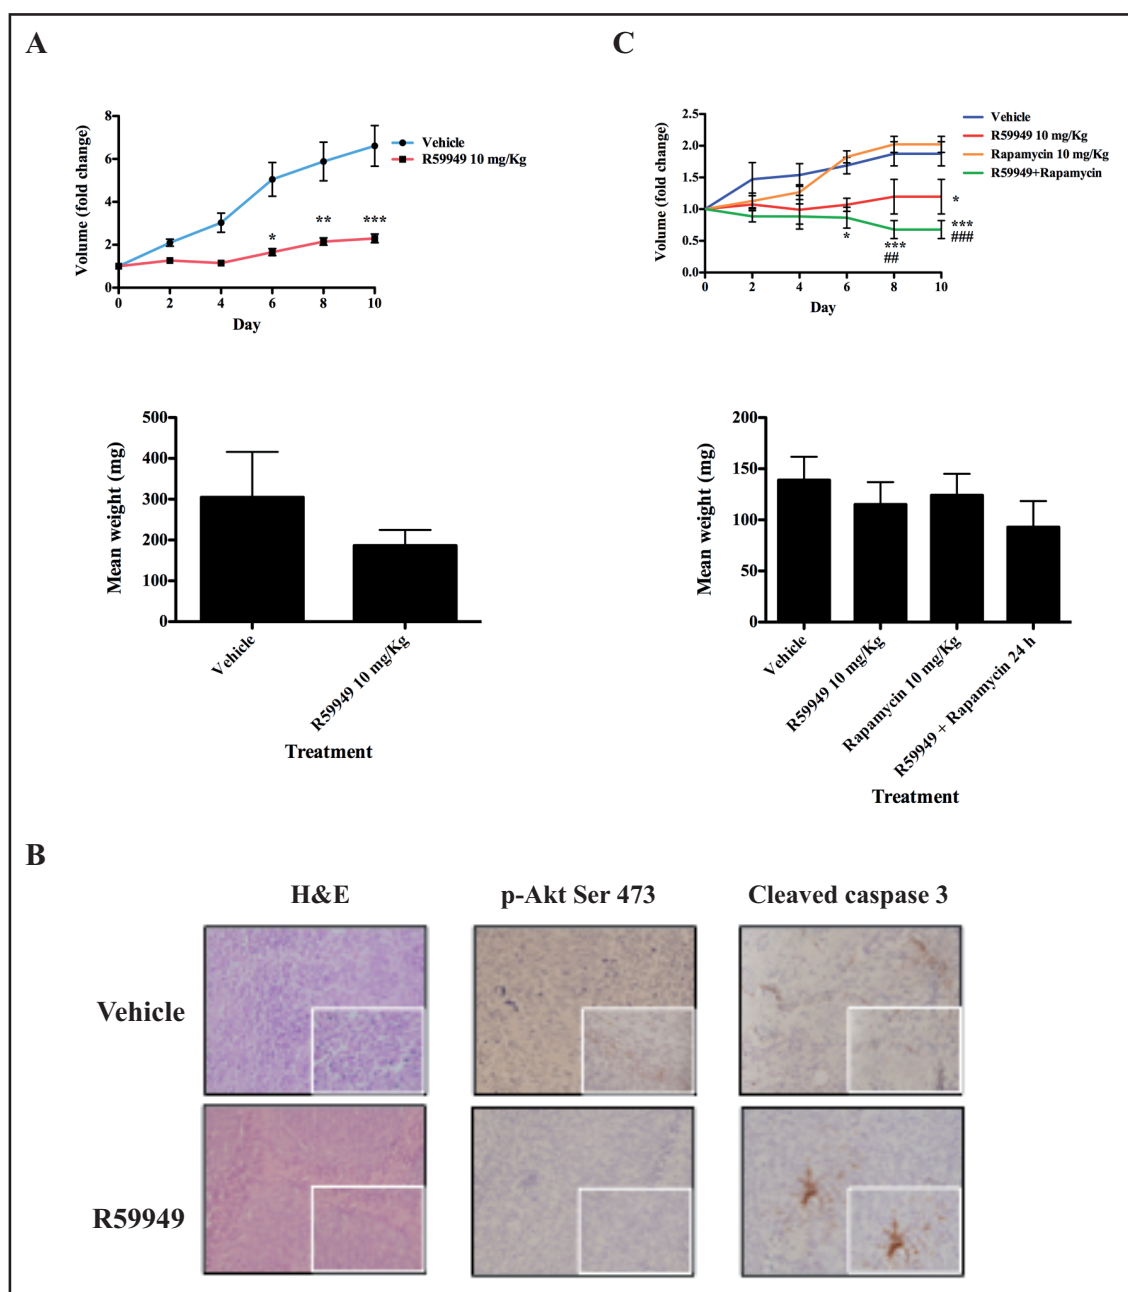 A
8
6
4
2
0
Volume (fold change)
0 2 4 6 8 10
Day
Vehicle
R59949 10 mg/Kg
* ** ***
500
400
300
200
100
0
Mean weight (mg)
Vehicle
R59949 10 mg/Kg
Treatment
C
2.5
2.0
1.5
1.0
0.5
0.0
Volume (fold change)
0 2 4 6 8 10
Day
Vehicle
R59949 10 mg/Kg
Rapamycin 10 mg/Kg
R59949+Rapamycin
*
***
###
*
***
##
200
150
100
50
0
Mean weight (mg)
Vehicle
R59949 10 mg/Kg
Rapamycin 10 mg/Kg
R59949 + Rapamycin 24 h
Treatment
B
H&E p-Akt Ser 473 Cleaved caspase 3
Vehicle
R59949